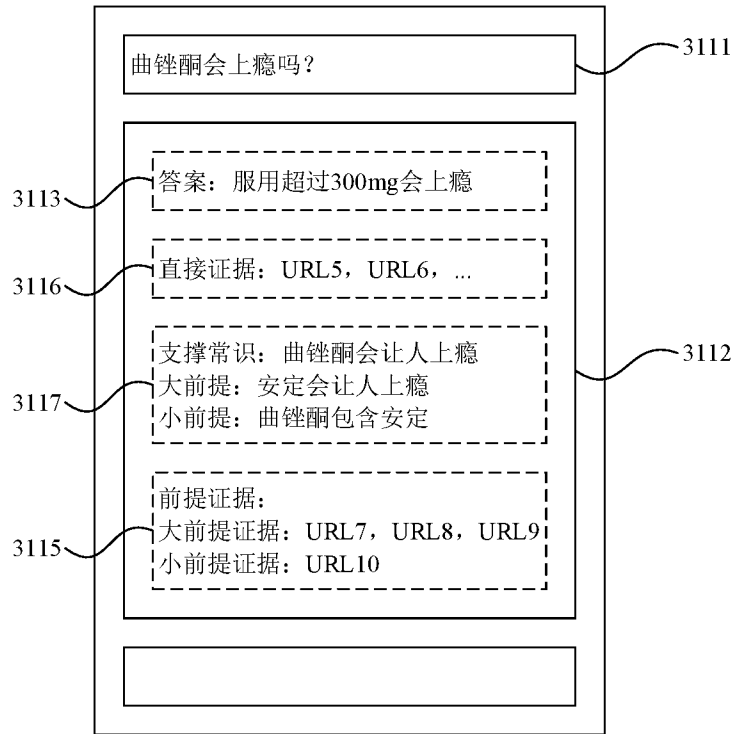 曲锉酮会上瘾吗？
3111
答案：服用超过300mg会上瘾
3113
直接证据：URL5，URL6，...
3116
支撑常识：曲锉酮会让人上瘾
大前提：安定会让人上瘾
小前提：曲锉酮包含安定
3117
3112
前提证据：
大前提证据：URL7，URL8，URL9
小前提证据：URL10
3115